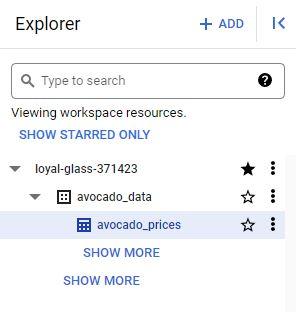 Explorer
+ ADD
Type to search
Viewing workspace resources.
SHOW STARRED ONLY
loyal-glass-371423
avocado_data
avocado_prices
SHOW MORE
SHOW MORE